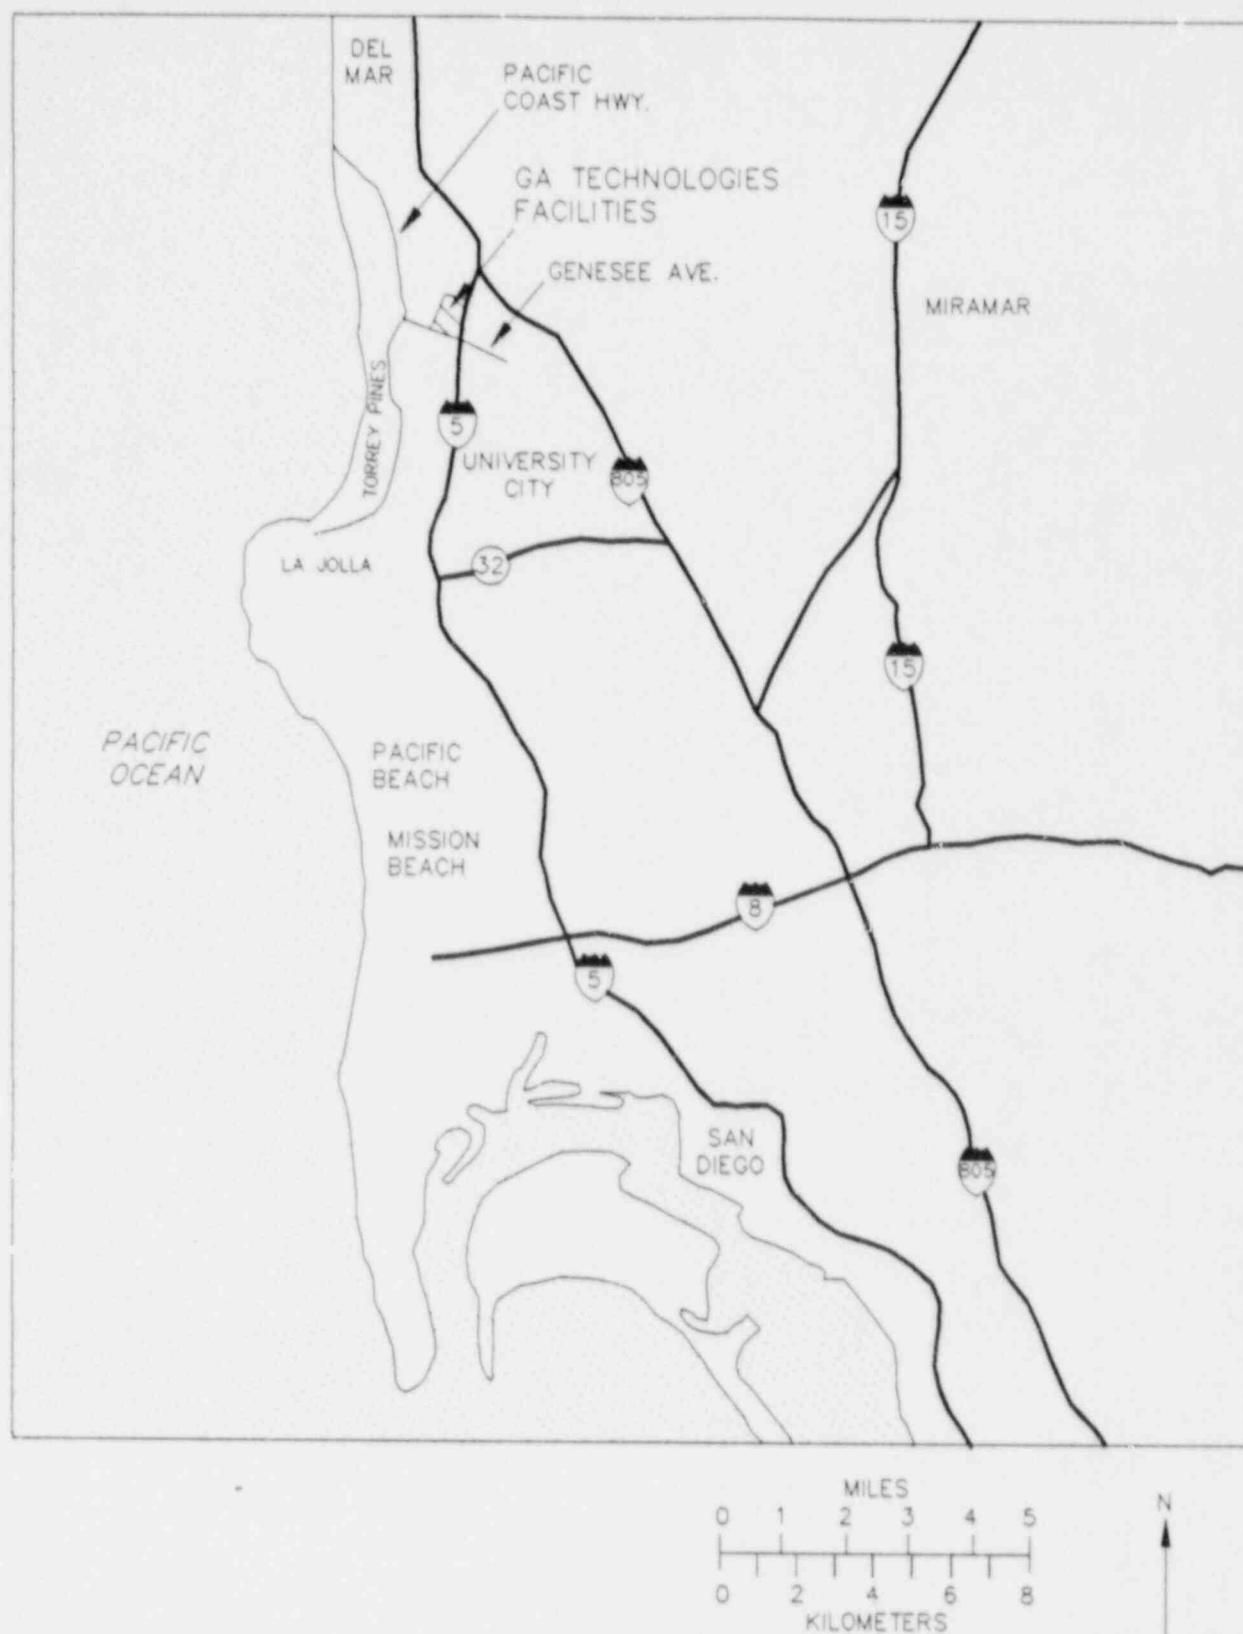 DEL
MAR
PACIFIC
COAST HWY.
GA TECHNOLOGIES
FACILITIES
15
GENESEE AVE.
MIRAMAR
TORREY PINES
5
UNIVERSITY
CITY
805
32
LA JOLLA
15
PACIFIC
OCEAN
PACIFIC
BEACH
MISSION
BEACH
8
5
SAN
DIEGO
805
MILES
0 1 2 3 4 5
0 2 4 6 8
KILOMETERS
N